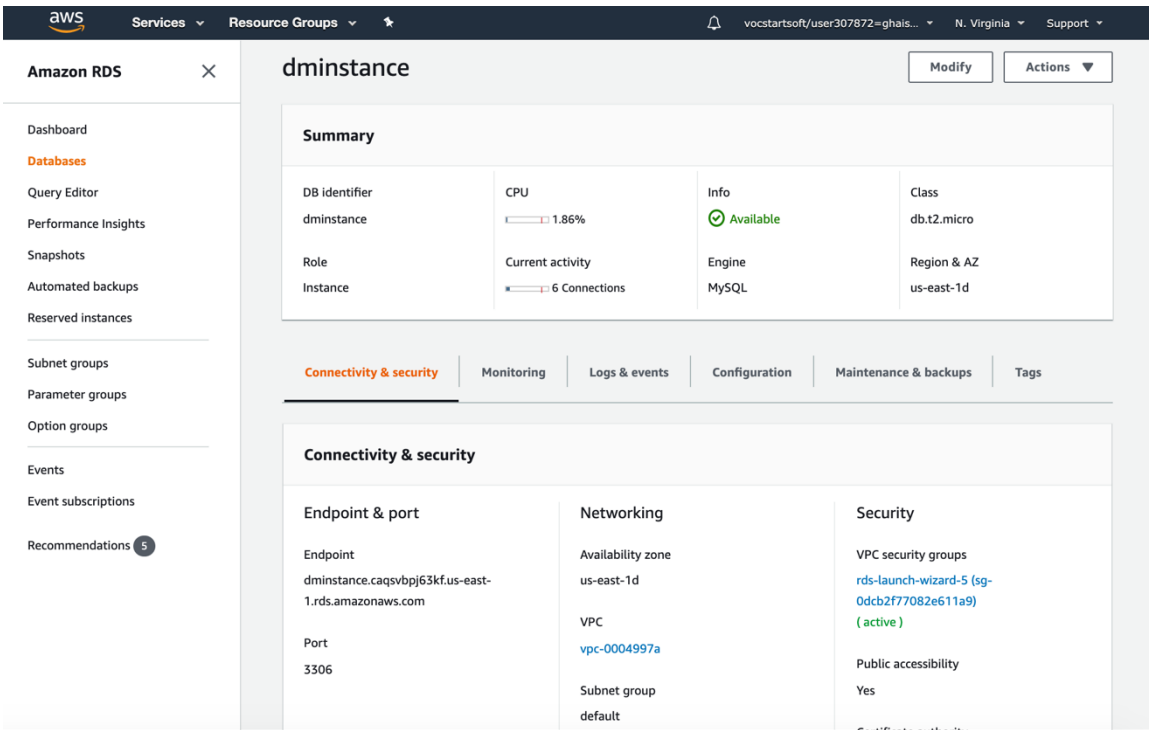 aws Services Resource Groups vocstartsoft/user307872=ghais... N. Virginia Support
Amazon RDS
Dashboard
Databases
Query Editor
Performance Insights
Snapshots
Automated backups
Reserved instances
Subnet groups
Parameter groups
Option groups
Events
Event subscriptions
Recommendations 5
dminstance
Modify
Actions
Summary
DB identifier
dminstance
CPU
1.86%
Info
Available
Class
db.t2.micro
Role
Instance
Current activity
6 Connections
Engine
MySQL
Region & AZ
us-east-1d
Connectivity & security Monitoring Logs & events Configuration Maintenance & backups Tags
Connectivity & security
Endpoint & port
Endpoint
dminstance.caqsvbpj63kf.us-east-
1.rds.amazonaws.com
Port
3306
Networking
Availability zone
us-east-1d
VPC
vpc-0004997a
Subnet group
default
Security
VPC security groups
rds-launch-wizard-5 (sg-
0dcb2f77082e611a9)
( active )
Public accessibility
Yes